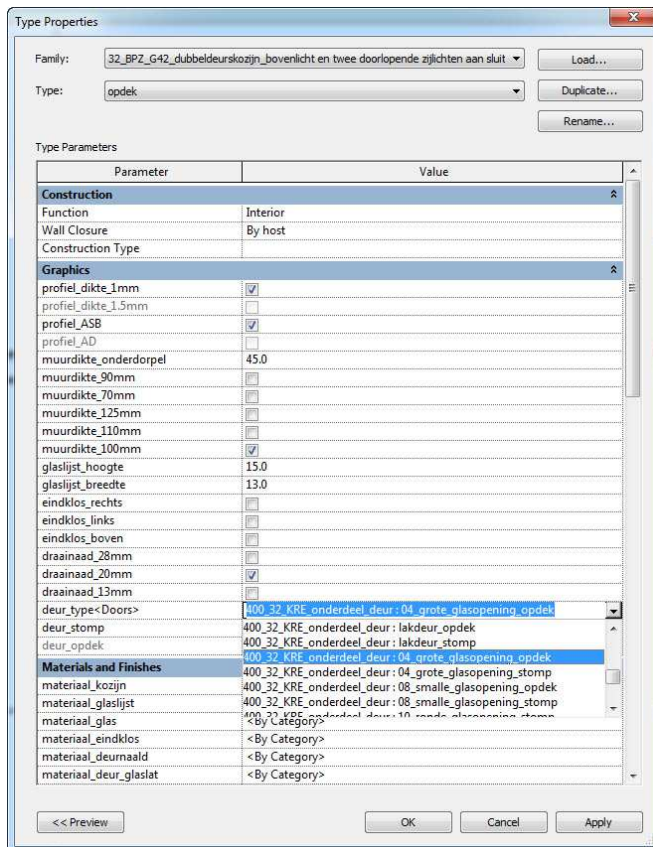 Type Properties
Family: 32_BPZ_G42_dubbeldeurskozijn_bovenlicht en twee doorlopende zijlichten aan sluit Load...
Type: opdek Duplicate...
Rename...
Type Parameters
Parameter Value
Construction
Function Interior
Wall Closure By host
Construction Type
Graphics
profiel_dikte_1mm
profiel_dikte_1.5mm
profiel_ASB
profiel_AD
muurdikte_onderdorpel 45.0
muurdikte_90mm
muurdikte_70mm
muurdikte_125mm
muurdikte_110mm
muurdikte_100mm
glaslijst_hoogte 15.0
glaslijst_breedte 13.0
eindklos_rechts
eindklos_links
eindklos_boven
draainaad_28mm
draainaad_20mm
draainaad_13mm
deur_type<Doors> 400_32_KRE_onderdeel_deur : 04_grote_glasopening_opdek
deur_stomp 400_32_KRE_onderdeel_deur : lakdeur_opdek
deur_opdek 400_32_KRE_onderdeel_deur : lakdeur_stomp
400_32_KRE_onderdeel_deur : 04_grote_glasopening_opdek
Materials and Finishes 400_32_KRE_onderdeel_deur : 04_grote_glasopening_stomp
materiaal_kozijn 400_32_KRE_onderdeel_deur : 08_smalle_glasopening_opdek
materiaal_glaslijst 400_32_KRE_onderdeel_deur : 08_smalle_glasopening_stomp
400_32_KRE_onderdeel_deur : 10_ronde_glasopening_stomp
materiaal_glas <By Category>
materiaal_eindklos <By Category>
materiaal_deurnaald <By Category>
materiaal_deur_glaslat <By Category>
<< Preview OK Cancel Apply